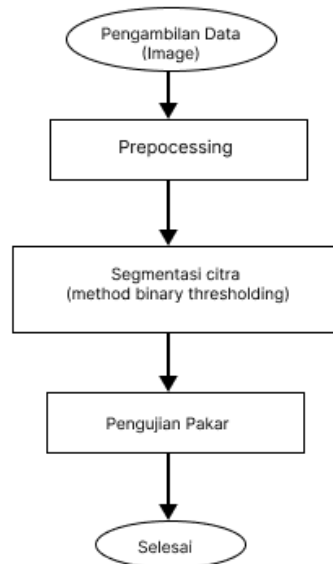 Pengambilan Data
(Image)
Prepocessing
Segmentasi citra
(method binary thresholding)
Pengujian Pakar
Selesai